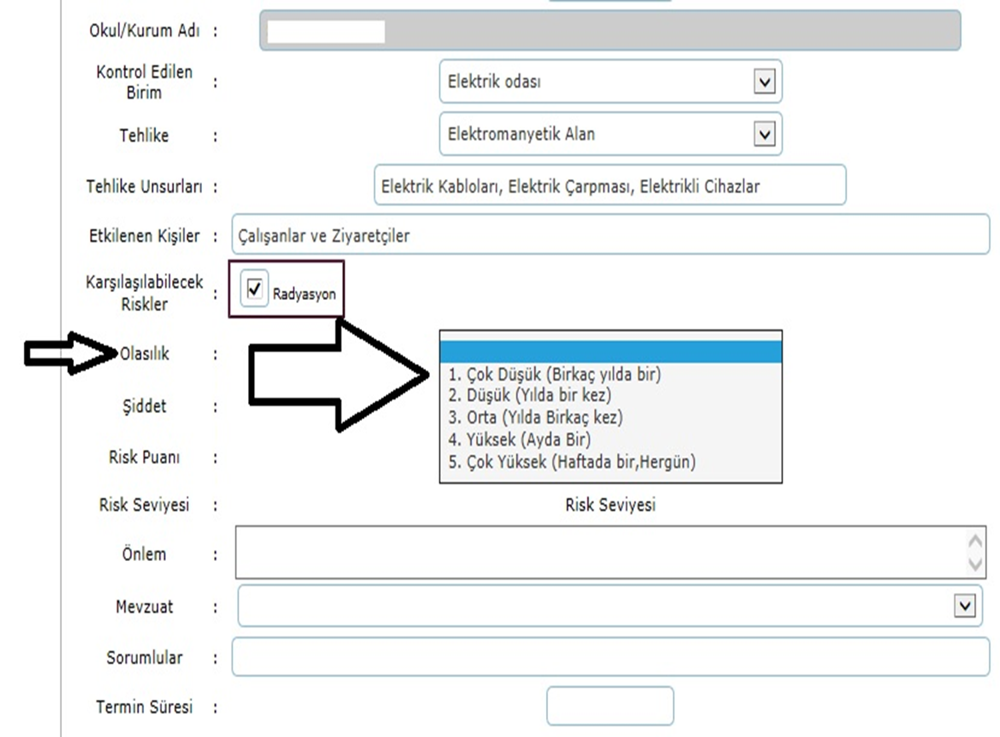 Okul/Kurum Adı :
Kontrol Edilen
Birim : Elektrik odası
Tehlike : Elektromanyetik Alan
Tehlike Unsurları : Elektrik Kabloları, Elektrik Çarpması, Elektrikli Cihazlar
Etkilenen Kişiler : Çalışanlar ve Ziyaretçiler
Karşılaşılabilecek
Riskler : Radyasyon
Olasılık :
1. Çok Düşük (Birkaç yılda bir)
2. Düşük (Yılda bir kez)
3. Orta (Yılda Birkaç kez)
4. Yüksek (Ayda Bir)
5. Çok Yüksek (Haftada bir,Hergün)
Şiddet :
Risk Puanı :
Risk Seviyesi : Risk Seviyesi
Önlem :
Mevzuat :
Sorumlular :
Termin Süresi :